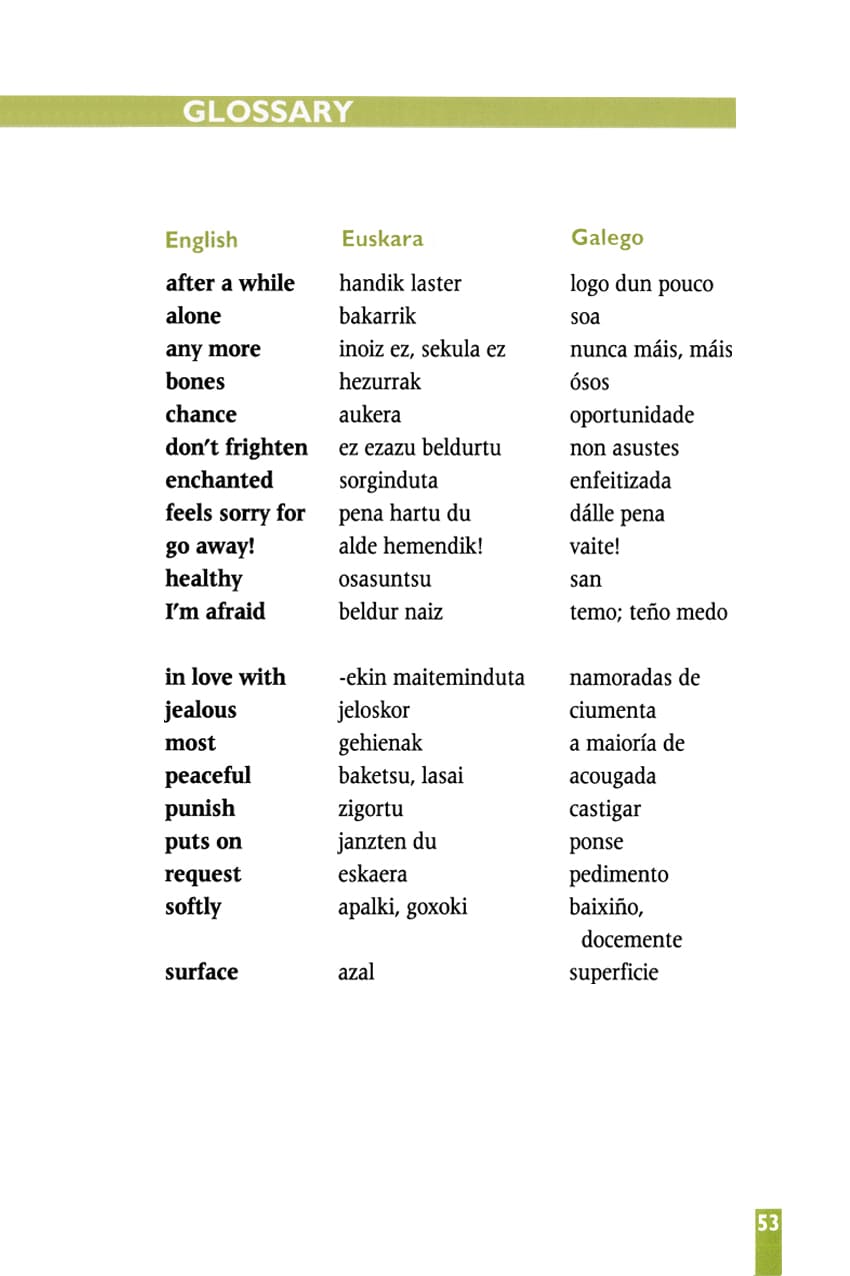 GLOSSARY
English Euskara Galego
after a while handik laster logo dun pouco
alone bakarrik soa
any more inoiz ez, sekula ez nunca máis, máis
bones hezurrak ósos
chance aukera oportunidade
don't frighten ez ezazu beldurtu non asustes
enchanted sorginduta enfeitizada
feels sorry for pena hartu du dálle pena
go away! alde hemendik! vaite!
healthy osasuntsu san
I'm afraid beldur naiz temo; teño medo
in love with -ekin maiteminduta namoradas de
jealous jeloskor ciumenta
most gehienak a maioría de
peaceful baketsu, lasai acougada
punish zigortu castigar
puts on janzten du ponse
request eskaera pedimento
softly apalki, goxoki baixiño,
docemente
surface azal superficie
53